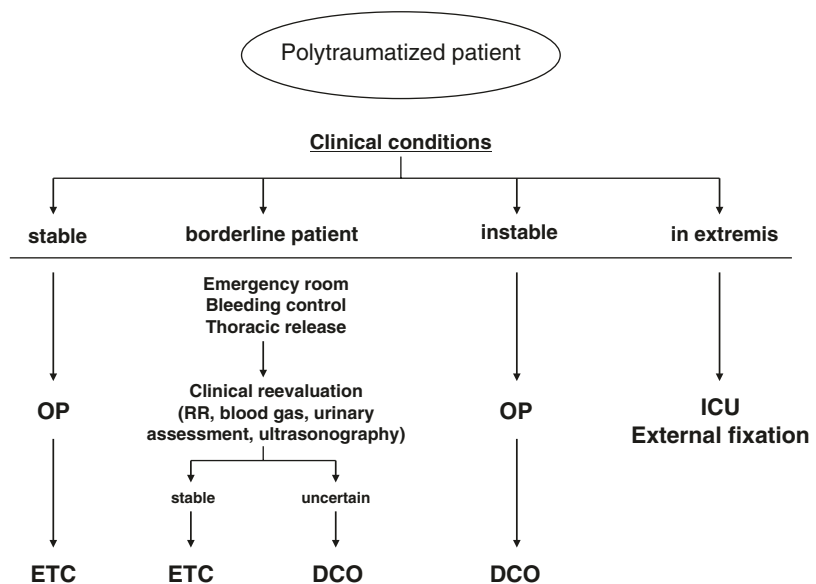 Polytraumatized patient
Clinical conditions
stable
borderline patient
instable
in extremis
Emergency room
Bleeding control
Thoracic release
Clinical reevaluation
(RR, blood gas, urinary
assessment, ultrasonography)
OP
OP
ICU
External fixation
stable
uncertain
ETC
ETC
DCO
DCO